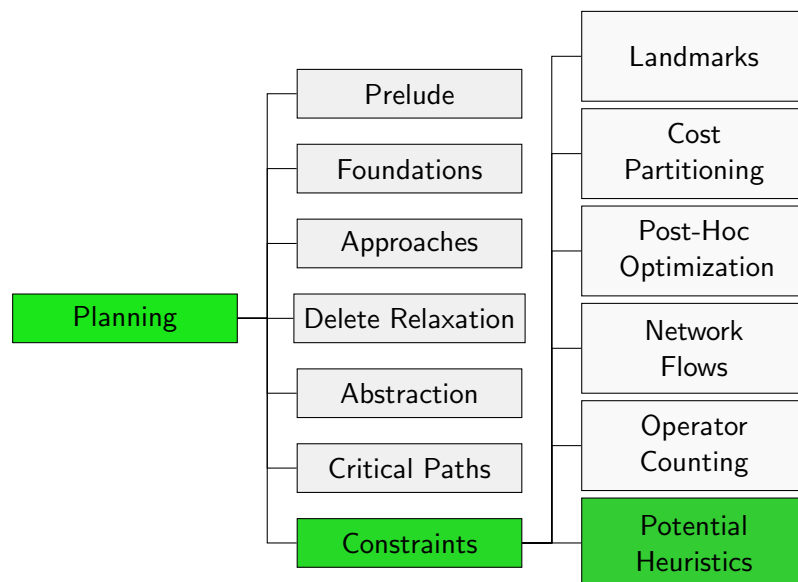 Planning
Prelude
Foundations
Approaches
Delete Relaxation
Abstraction
Critical Paths
Constraints
Landmarks
Cost
Partitioning
Post-Hoc
Optimization
Network
Flows
Operator
Counting
Potential
Heuristics